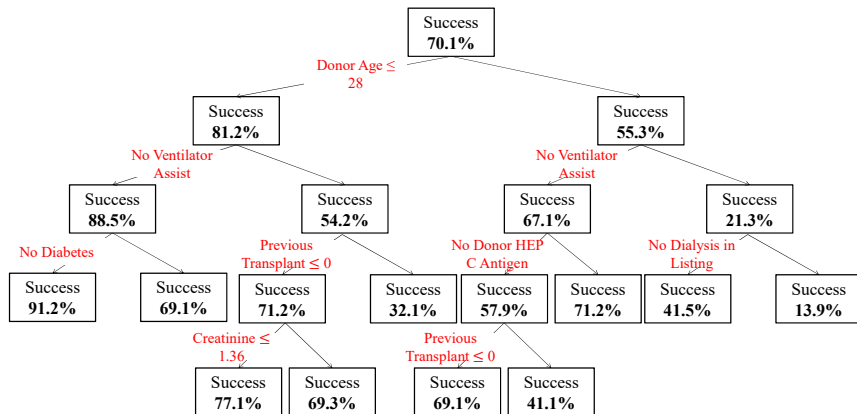 Success
70.1%
Donor Age ≤
28
Success
81.2%
Success
55.3%
No Ventilator
Assist
No Ventilator
Assist
Success
88.5%
Success
54.2%
Success
67.1%
Success
21.3%
No Diabetes
Previous
Transplant ≤ 0
No Donor HEP
C Antigen
No Dialysis in
Listing
Success
91.2%
Success
69.1%
Success
71.2%
Success
32.1%
Success
57.9%
Success
71.2%
Success
41.5%
Success
13.9%
Creatinine ≤
1.36
Previous
Transplant ≤ 0
Success
77.1%
Success
69.3%
Success
69.1%
Success
41.1%